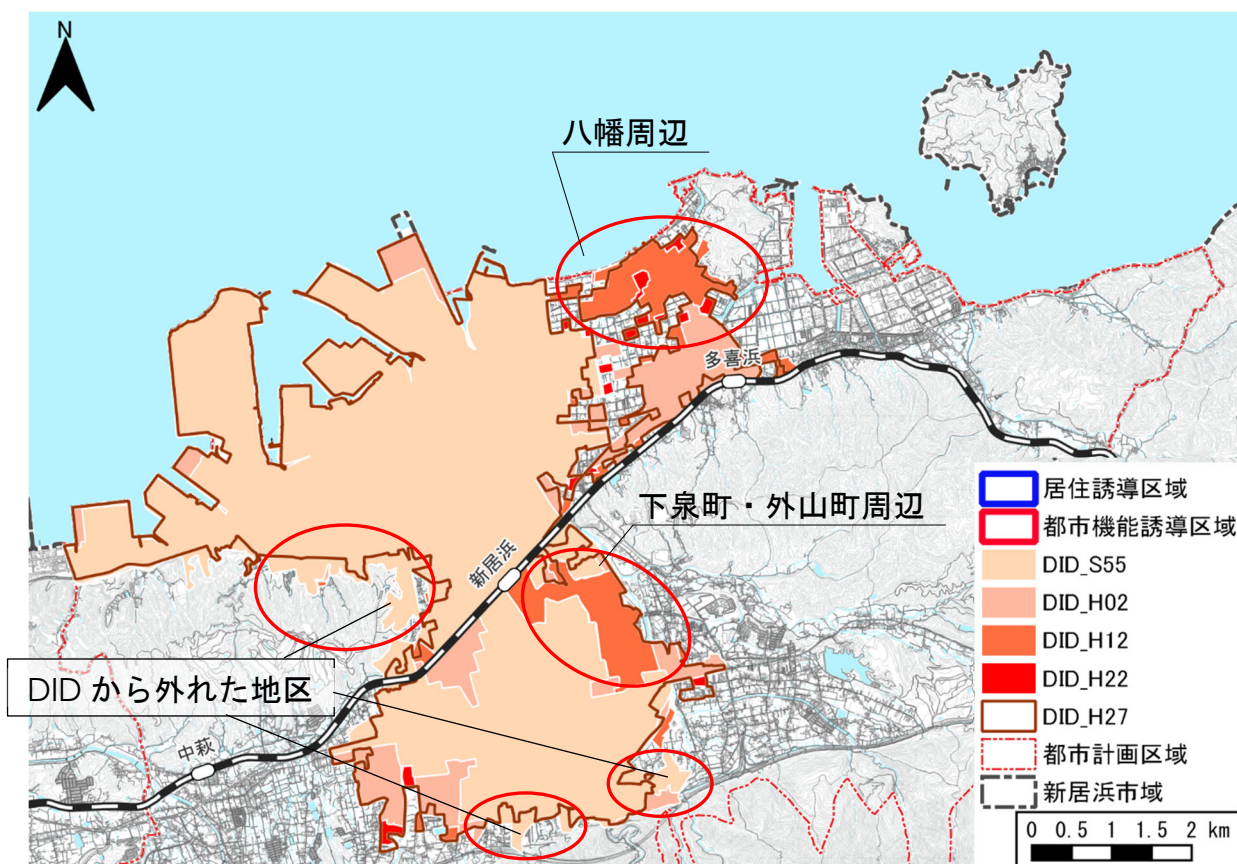 N
八幡周辺
多喜浜
下泉町・外山町周辺
新居浜
DID から外れた地区
中萩
居住誘導区域
都市機能誘導区域
DID_S55
DID_H02
DID_H12
DID_H22
DID_H27
都市計画区域
新居浜市域
0 0.5 1 1.5 2 km